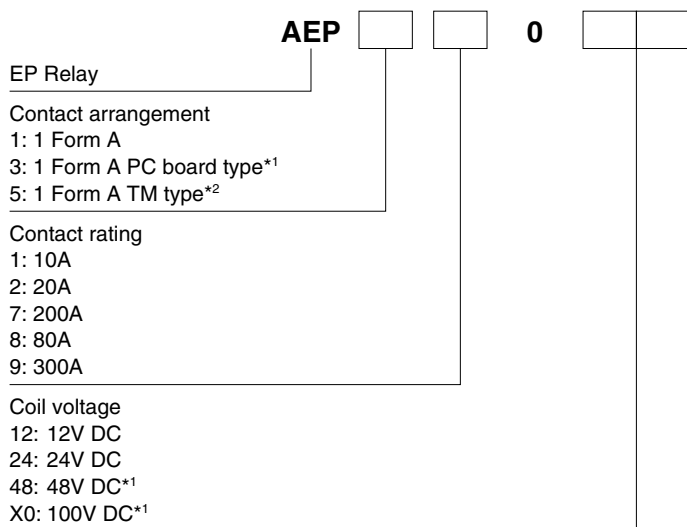 AEP 0
EP Relay
Contact arrangement
1: 1 Form A
3: 1 Form A PC board type*1
5: 1 Form A TM type*2
Contact rating
1: 10A
2: 20A
7: 200A
8: 80A
9: 300A
Coil voltage
12: 12V DC
24: 24V DC
48: 48V DC*1
X0: 100V DC*1